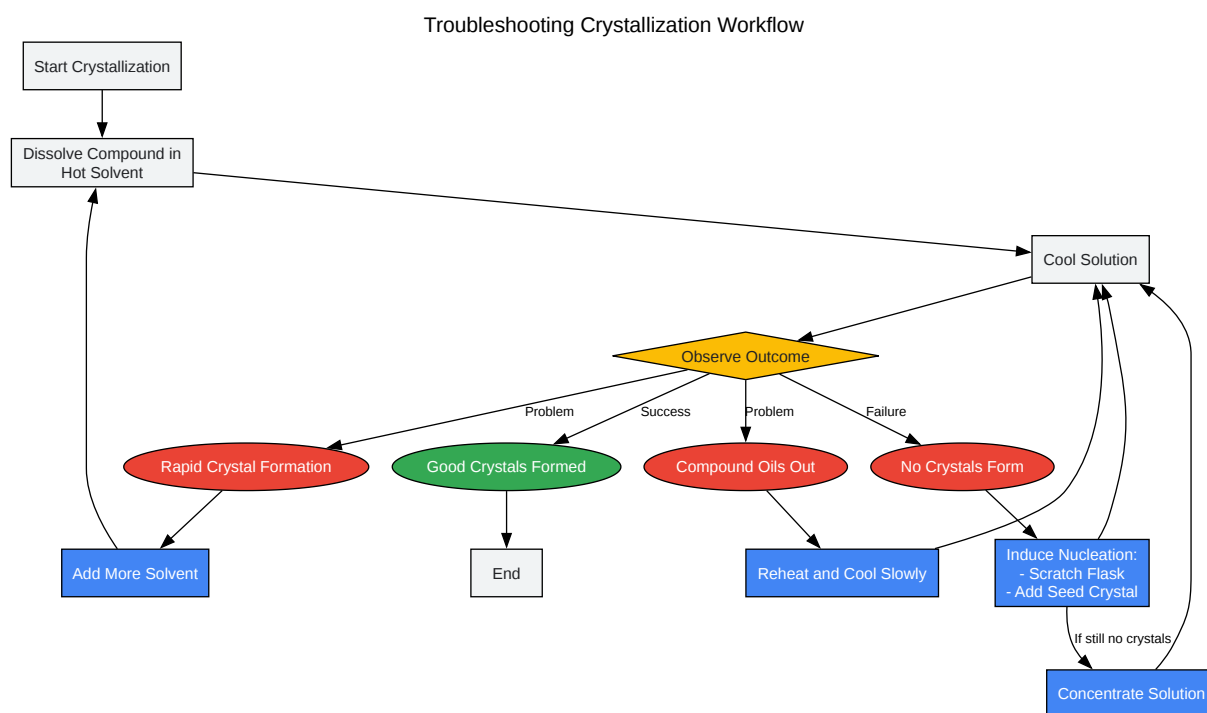 Troubleshooting Crystallization Workflow
Start Crystallization
Dissolve Compound in
Hot Solvent
Cool Solution
Observe Outcome
Problem
Success
Problem
Failure
Rapid Crystal Formation
Good Crystals Formed
Compound Oils Out
No Crystals Form
Add More Solvent
End
Reheat and Cool Slowly
Induce Nucleation:
- Scratch Flask
- Add Seed Crystal
If still no crystals
Concentrate Solution